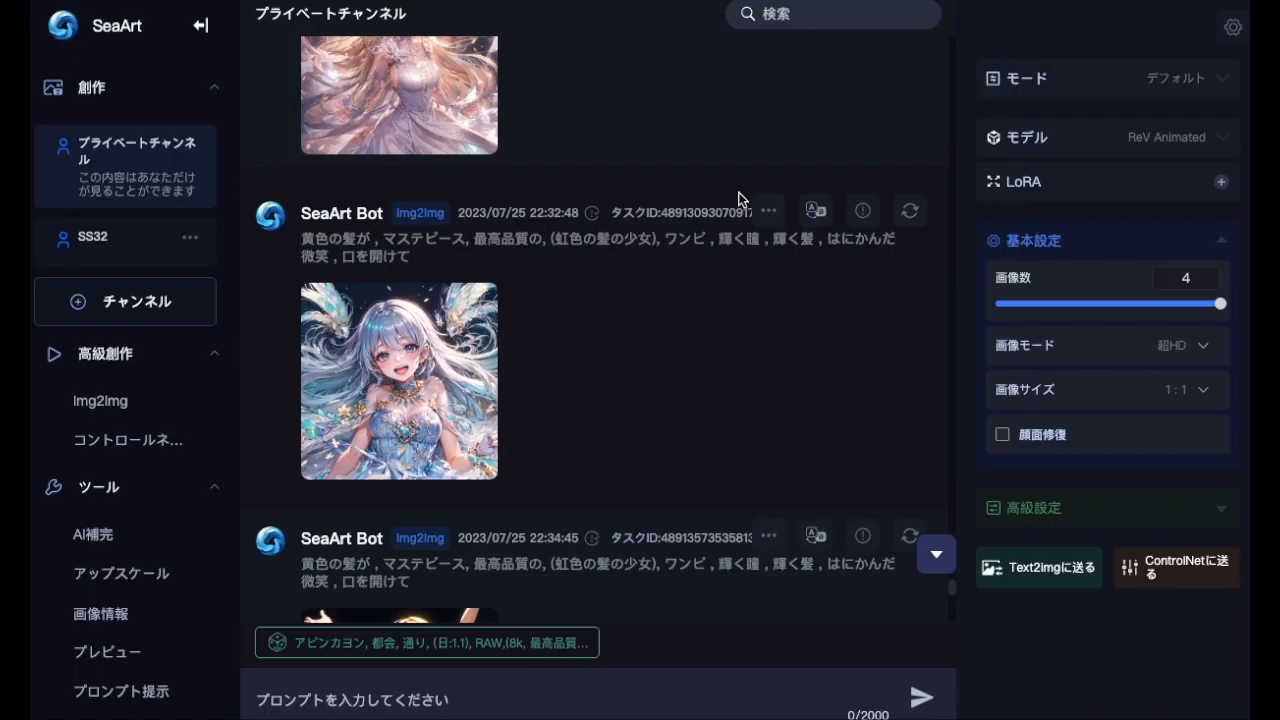 SeaArt
創作
プライベートチャンネ
ル
この内容はあなただけ
が見ることができます
SS32
チャンネル
高級創作
Img2Img
コントロールネ...
ツール
AI補完
アップスケール
画像情報
プレビュー
プロンプト提示
プライベートチャンネル
検索
SeaArt Bot Img2Img 2023/07/25 22:32:48 タスクID:48913093070917
黄色の髪が , マステピース, 最高品質の, (虹色の髪の少女), ワンピ , 輝く瞳 , 輝く髪 , はにかんだ
微笑 , 口を開けて
SeaArt Bot Img2Img 2023/07/25 22:34:45 タスクID:48913573535813
黄色の髪が , マステピース, 最高品質の, (虹色の髪の少女), ワンピ , 輝く瞳 , 輝く髪 , はにかんだ
微笑 , 口を開けて
アビンカヨン, 都会, 通り, (日:1.1), RAW,(8k, 最高品質...
プロンプトを入力してください
0/2000
モード デフォルト
モデル ReV Animated
LoRA
基本設定
画像数 4
画像モード 超HD
画像サイズ 1 : 1
顔面修復
高級設定
Text2imgに送る
ControlNetに送
る